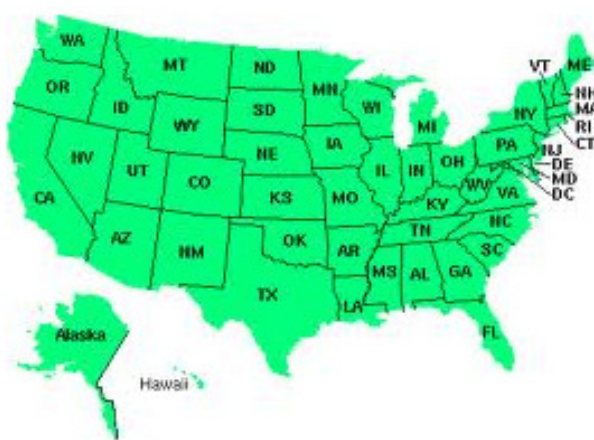 WA
MT
ND
MN
VT
ME
OR
ID
SD
WI
NH
WY
MI
NY
MA
RI
CT
NV
NE
IA
PA
NJ
UT
CO
IL
IN
OH
DE
MD
DC
CA
KS
MO
WV
VA
KY
NC
AZ
NM
OK
AR
TN
SC
TX
LA
MS
AL
GA
FL
Alaska
Hawaii